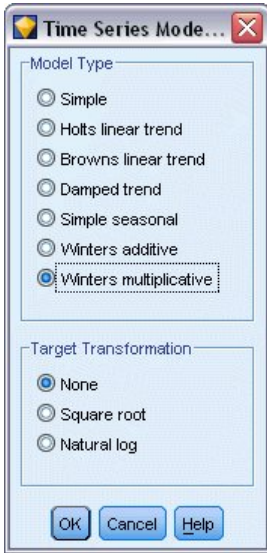 Time Series Mode...
Model Type
Simple
Holts linear trend
Browns linear trend
Damped trend
Simple seasonal
Winters additive
Winters multiplicative
Target Transformation
None
Square root
Natural log
OK Cancel Help